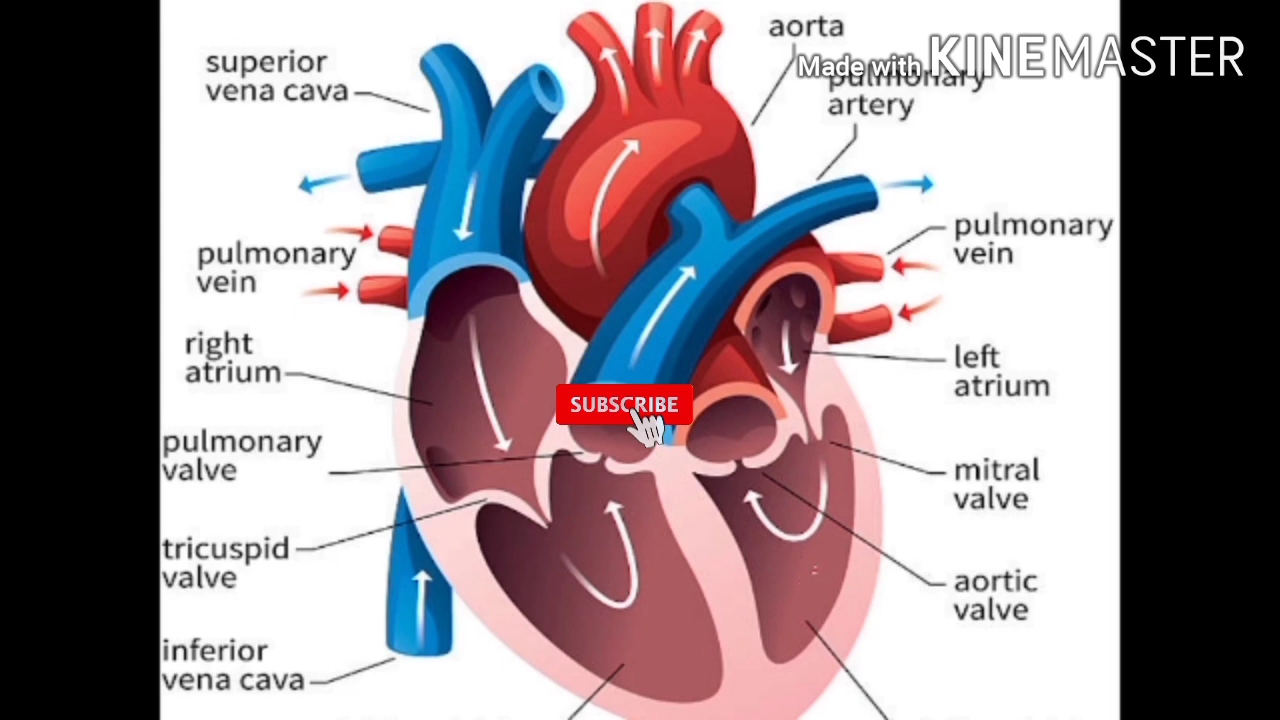 aorta
Made with KINEMASTER
pulmonary
artery
superior
vena cava
pulmonary
vein
pulmonary
vein
right
atrium
left
atrium
SUBSCRIBE
pulmonary
valve
mitral
valve
tricuspid
valve
aortic
valve
inferior
vena cava